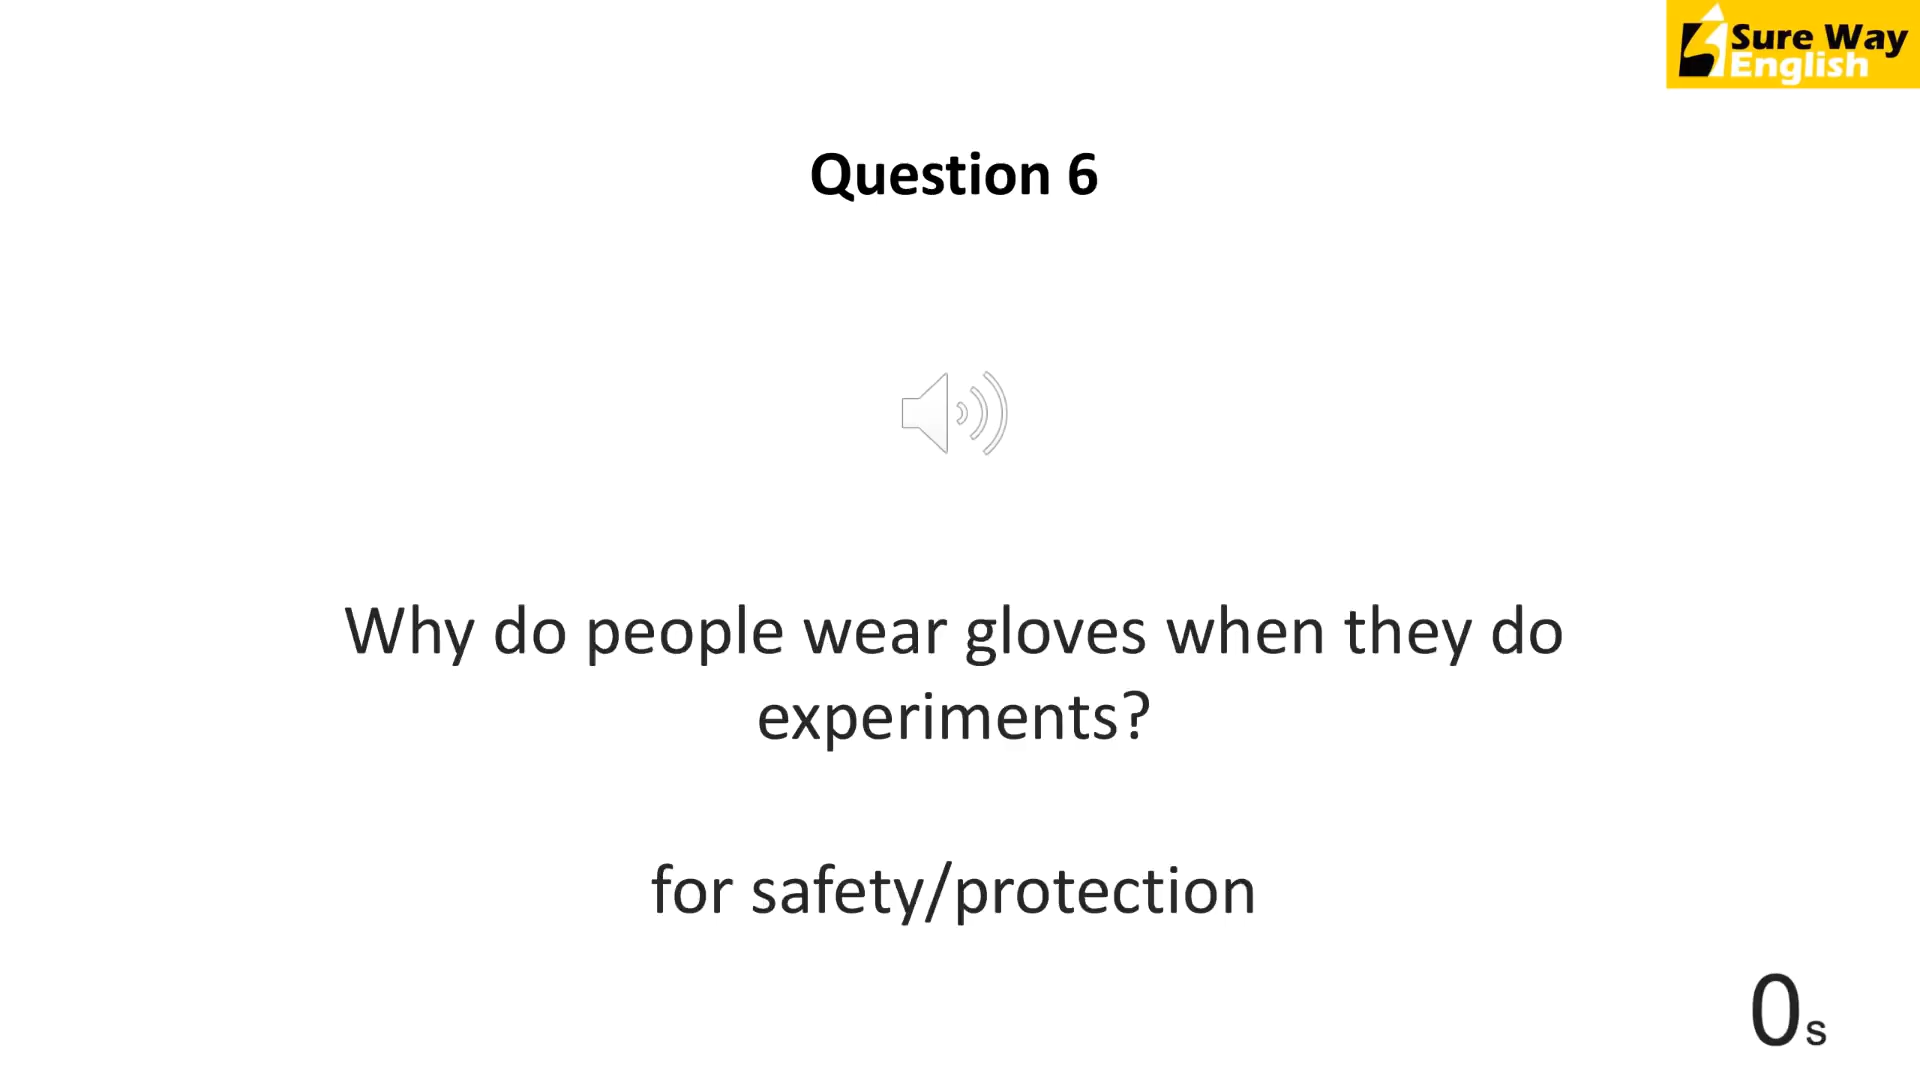 Sure Way
English
Question 6
Why do people wear gloves when they do
experiments?
for safety/protection
0s